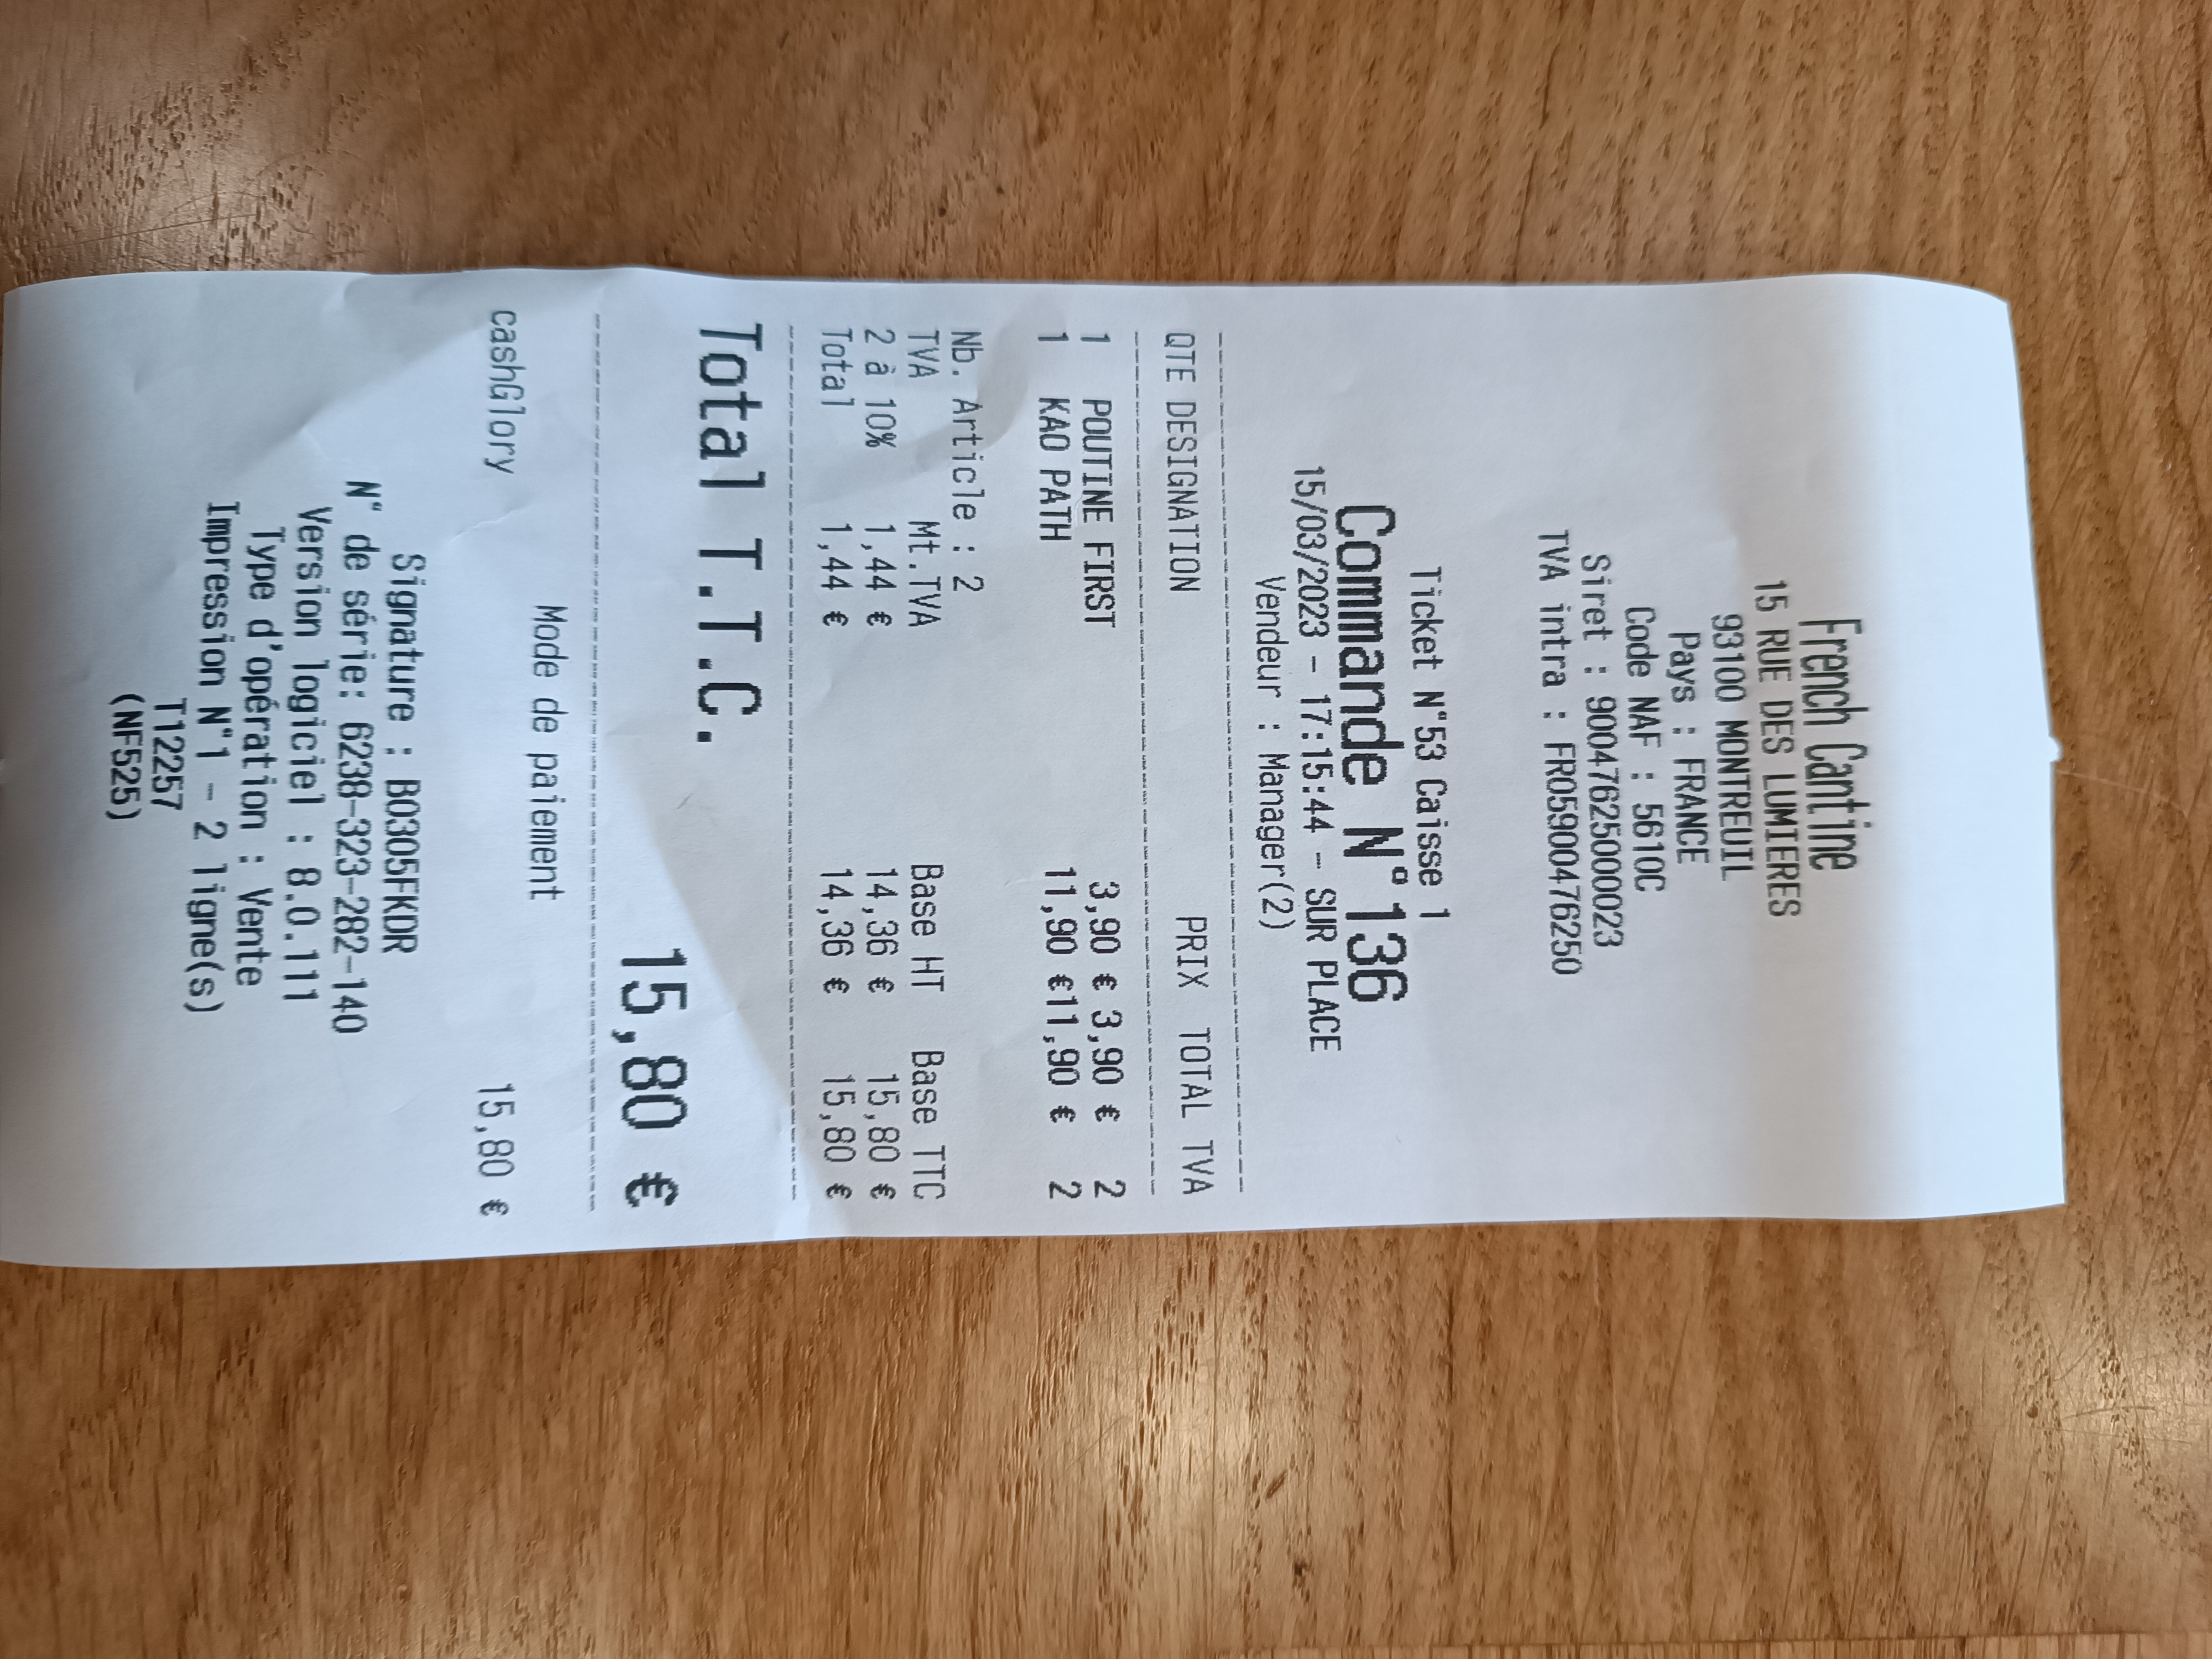 French Cantine
15 RUE DES LUMIERES
93100 MONTREUIL
Pays : FRANCE
Code NAF : 5610C
Siret : 90047625000023
TVA intra : FR05900476250
Ticket N°53 Caisse 1
Commande N°136
15/03/2023 - 17:15:44 - SUR PLACE
Vendeur : Manager(2)
QTE DESIGNATION PRIX TOTAL TVA
1 POUTINE FIRST 3,90 € 3,90 € 2
1 KAO PATH 11,90 €11,90 € 2
Nb. Article : 2
TVA Mt.TVA Base HT Base TTC
2 à 10% 1,44 € 14,36 € 15,80 €
Total 1,44 € 14,36 € 15,80 €
Total T.T.C.
15,80 €
Mode de paiement
cashGlory 15,80 €
Signature : B0305FKDR
N° de série: 6238-323-282-140
Version logiciel : 8.0.111
Type d'opération : Vente
Impression N°1 - 2 ligne(s)
T12257
(NF525)